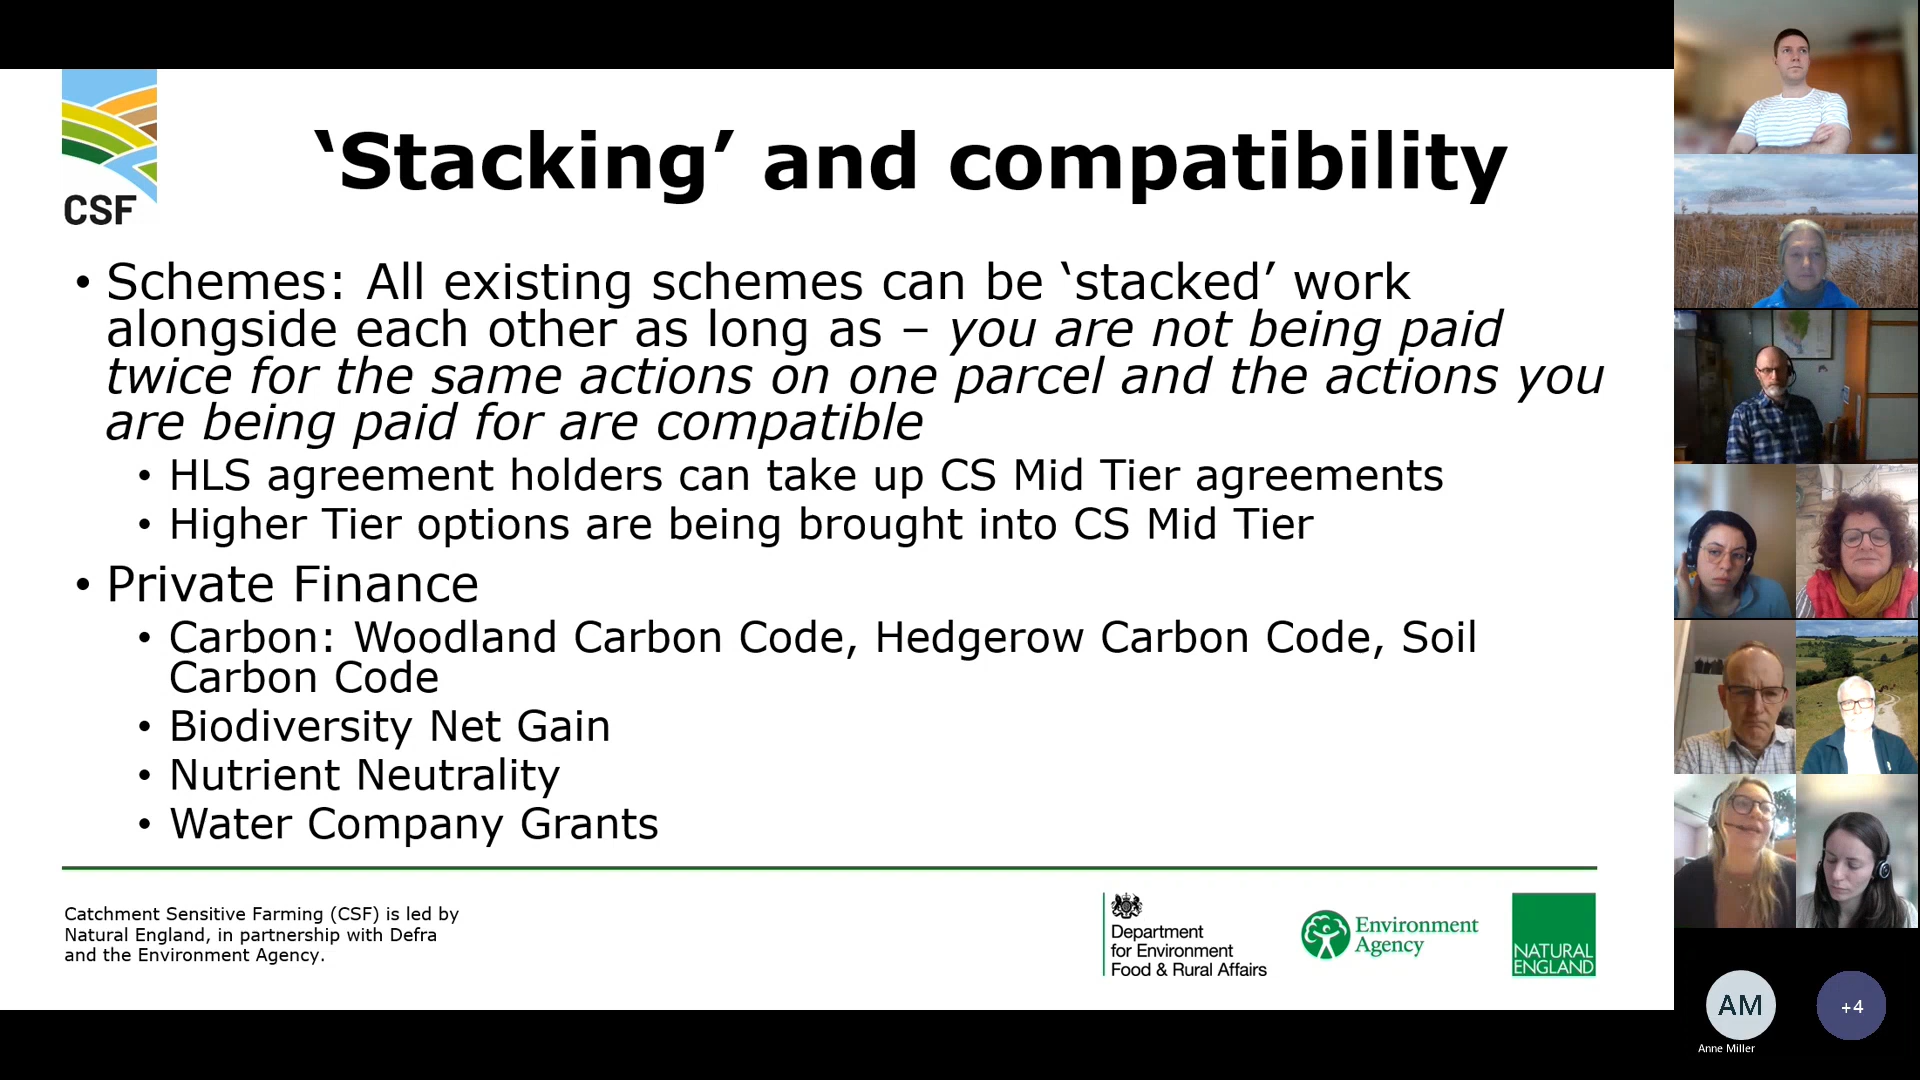 CSF
‘Stacking’ and compatibility
• Schemes: All existing schemes can be ‘stacked’ work
alongside each other as long as – you are not being paid
twice for the same actions on one parcel and the actions you
are being paid for are compatible
• HLS agreement holders can take up CS Mid Tier agreements
• Higher Tier options are being brought into CS Mid Tier
• Private Finance
• Carbon: Woodland Carbon Code, Hedgerow Carbon Code, Soil
Carbon Code
• Biodiversity Net Gain
• Nutrient Neutrality
• Water Company Grants
Catchment Sensitive Farming (CSF) is led by
Natural England, in partnership with Defra
and the Environment Agency.
Department
for Environment
Food & Rural Affairs
Environment
Agency
NATURAL
ENGLAND
AM
Anne Miller
+4